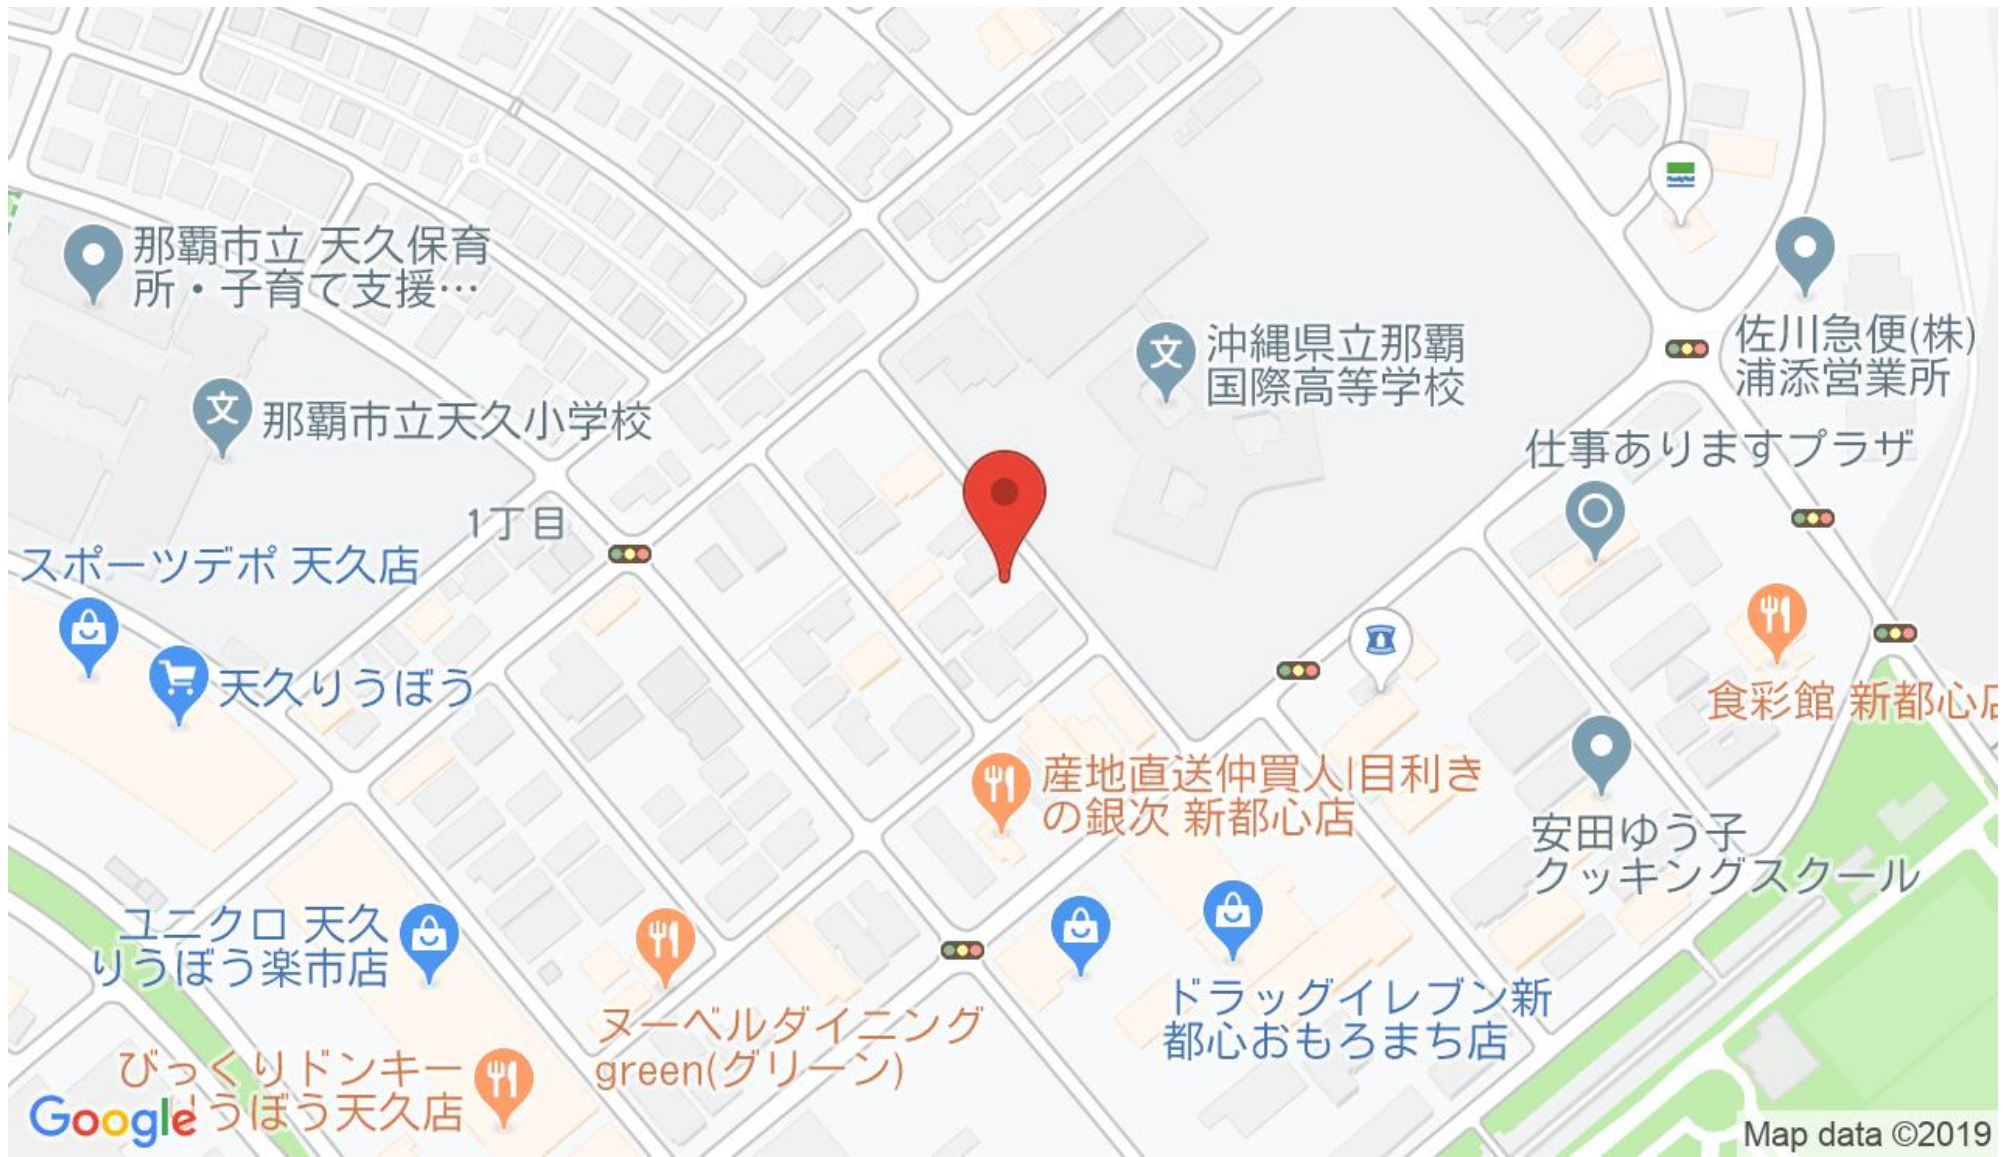 那覇市立 天久保育
所・子育て支援…
沖縄県立那覇
国際高等学校
FamilyMart
佐川急便(株)
浦添営業所
那覇市立天久小学校
仕事ありますプラザ
1丁目
スポーツデポ 天久店
天久りうぼう
食彩館 新都心店
産地直送仲買人|目利き
の銀次 新都心店
安田ゆう子
クッキングスクール
ユニクロ 天久
りうぼう楽市店
ヌーベルダイニング
green(グリーン)
ドラッグイレブン新
都心おもろまち店
びっくりドンキー
りうぼう天久店
Google
Map data ©2019